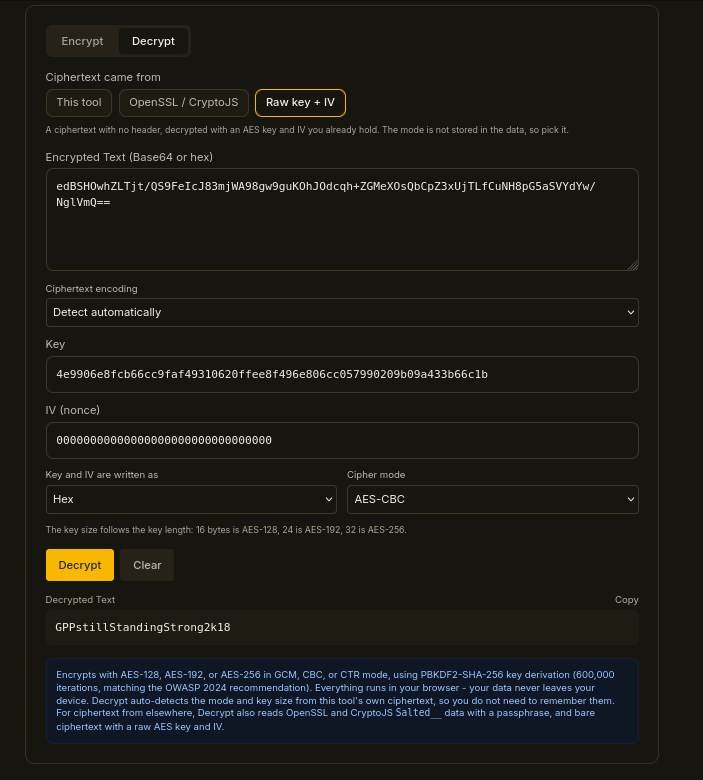 Encrypt Decrypt
Ciphertext came from
This tool OpenSSL / CryptoJS Raw key + IV
A ciphertext with no header, decrypted with an AES key and IV you already hold. The mode is not stored in the data, so pick it.
Encrypted Text (Base64 or hex)
edBSHOwhZLTjt/QS9FeIcJ83mjWA98gw9guKOhJOdcqh+ZGMeXOsQbCpZ3xUjTLfCuNH8pG5aSVYdYw/
NglVmQ==
Ciphertext encoding
Detect automatically
Key
4e9906e8fcb66cc9faf49310620ffee8f496e806cc057990209b09a433b66c1b
IV (nonce)
00000000000000000000000000000000
Key and IV are written as Cipher mode
Hex AES-CBC
The key size follows the key length: 16 bytes is AES-128, 24 is AES-192, 32 is AES-256.
Decrypt Clear
Decrypted Text Copy
GPPstillStandingStrong2k18
Encrypts with AES-128, AES-192, or AES-256 in GCM, CBC, or CTR mode, using PBKDF2-SHA-256 key derivation (600,000
iterations, matching the OWASP 2024 recommendation). Everything runs in your browser - your data never leaves your
device. Decrypt auto-detects the mode and key size from this tool's own ciphertext, so you do not need to remember them.
For ciphertext from elsewhere, Decrypt also reads OpenSSL and CryptoJS Salted__ data with a passphrase, and bare
ciphertext with a raw AES key and IV.